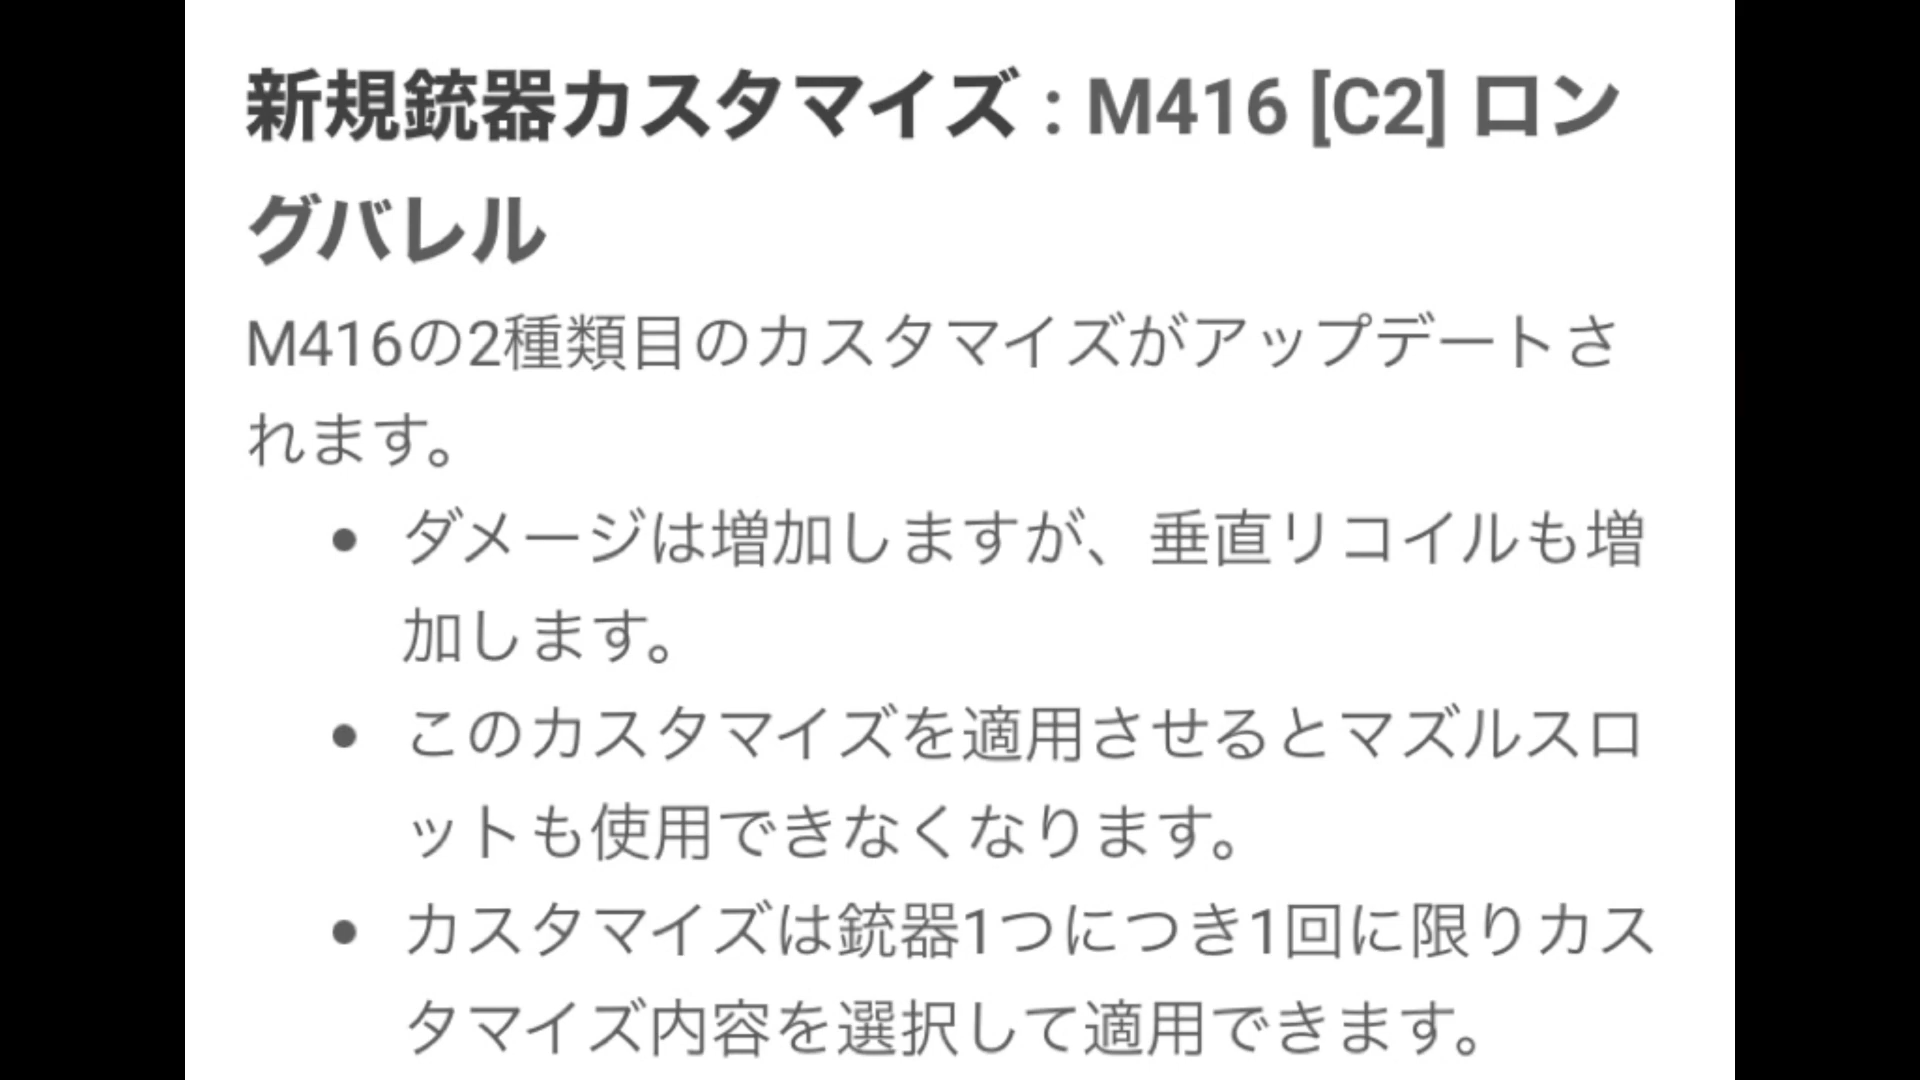 新規銃器カスタマイズ : M416 [C2] ロン
グバレル
M416の2種類目のカスタマイズがアップデートさ
れます。
• ダメージは増加しますが、垂直リコイルも増
加します。
• このカスタマイズを適用させるとマズルスロ
ットも使用できなくなります。
• カスタマイズは銃器1つにつき1回に限りカス
タマイズ内容を選択して適用できます。